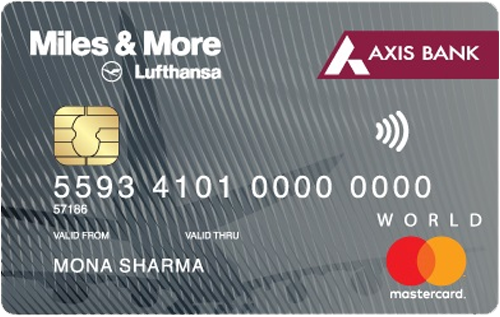 Miles & More
Lufthansa
AXIS BANK
5593 4101 0000 0000
57186
WORLD
VALID FROM VALID THRU
MONA SHARMA
mastercard.